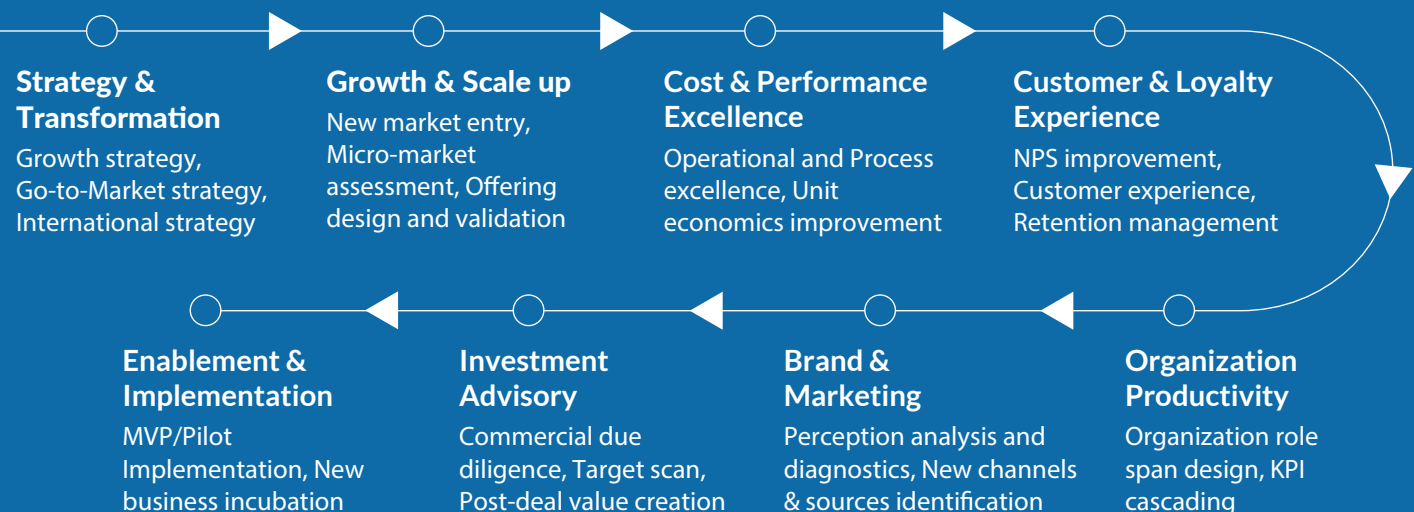 Strategy &
Transformation
Growth strategy,
Go-to-Market strategy,
International strategy
Growth & Scale up
New market entry,
Micro-market
assessment, Offering
design and validation
Cost & Performance
Excellence
Operational and Process
excellence, Unit
economics improvement
Customer & Loyalty
Experience
NPS improvement,
Customer experience,
Retention management
Organization
Productivity
Organization role
span design, KPI
cascading
Brand &
Marketing
Perception analysis and
diagnostics, New channels
& sources identification
Investment
Advisory
Commercial due
diligence, Target scan,
Post-deal value creation
Enablement &
Implementation
MVP/Pilot
Implementation, New
business incubation